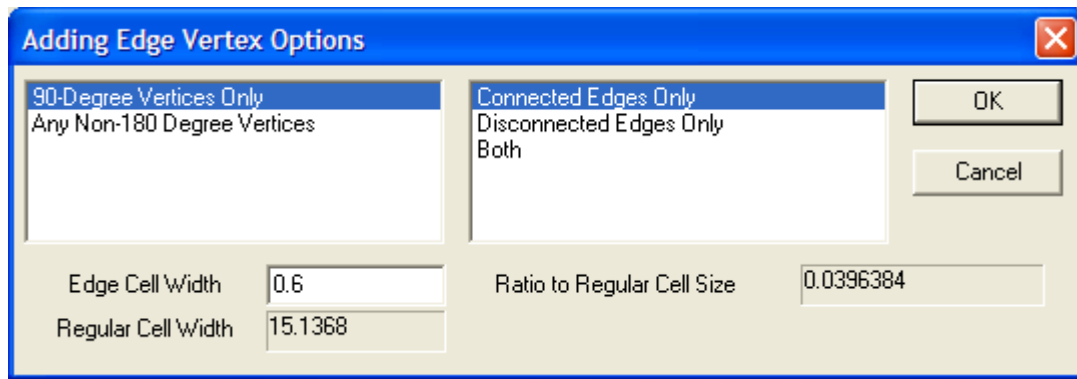 Adding Edge Vertex Options
90-Degree Vertices Only
Any Non-180 Degree Vertices
Connected Edges Only
Disconnected Edges Only
Both
OK
Cancel
Edge Cell Width
0.6
Ratio to Regular Cell Size
0.0396384
Regular Cell Width
15.1368